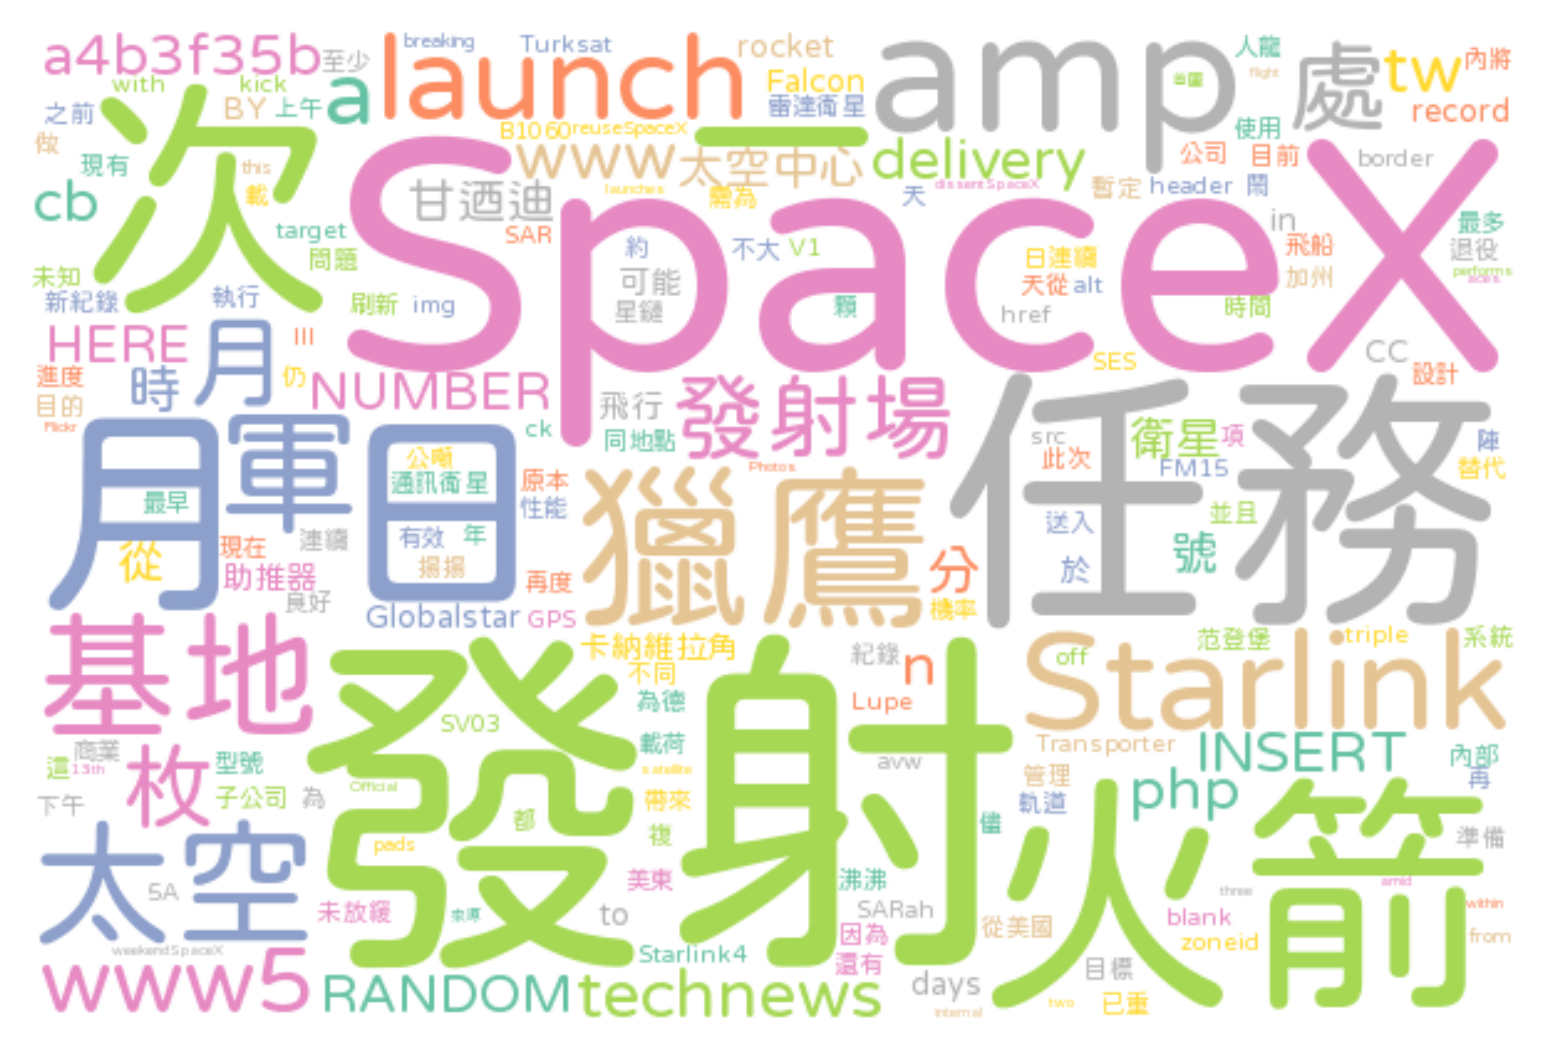 a4b3f35b 至少 breaking Turksat rocket 人龍 內將
with kick launch Falcon amp flight 處 tw
之前 BY 上午 a 雷達衛星 首團 record
做 B1060 reuseSpaceX 一 使用
現有 次 this www 太空中心 delivery 公司 目前 border
cb 載 甘迺迪 launches 需為 天 dissentSpaceX 暫定 header 鬧
target SAR SpaceX in 最多
未知 問題 約 不大 V1 日連續 飛船 退役
新紀錄 執行 刷新 img 可能 星鏈 顆 天從 alt 加州 performs
HERE 月 III href 時間
進度 時 仍 NUMBER 飛行 發射場 SES CC 設計
目的 Flickr ck 同地點 src 衛星 項 陣
月 軍 日 公噸 Photos 此次 任務 FM15 替代
最早 通訊衛星 原本 性能 獵鷹 送入 並且
從 現在 連續 有效 年 揚揚 再度 分 於 號
助推器 良好 Globalstar GPS 機率
基地 卡納維拉角 紀錄 n off 范登堡 triple 系統
不同 為德 Lupe Starlink
SV03 發射 載荷 Transporter INSERT 內部
這 商業 13th 枚 型號 satellite avw 管理 php 再
下午 子公司 為 Official 都 帶來 軌道 火箭
太空 pads 複 儘 準備
5A 美東 沸沸 three amid
未放緩 to SARah 從美國 blank within
weekendSpaceX Starlink4 因為 zoneid from
www5 RANDOM technews 還有 days 目標
internal two 已重